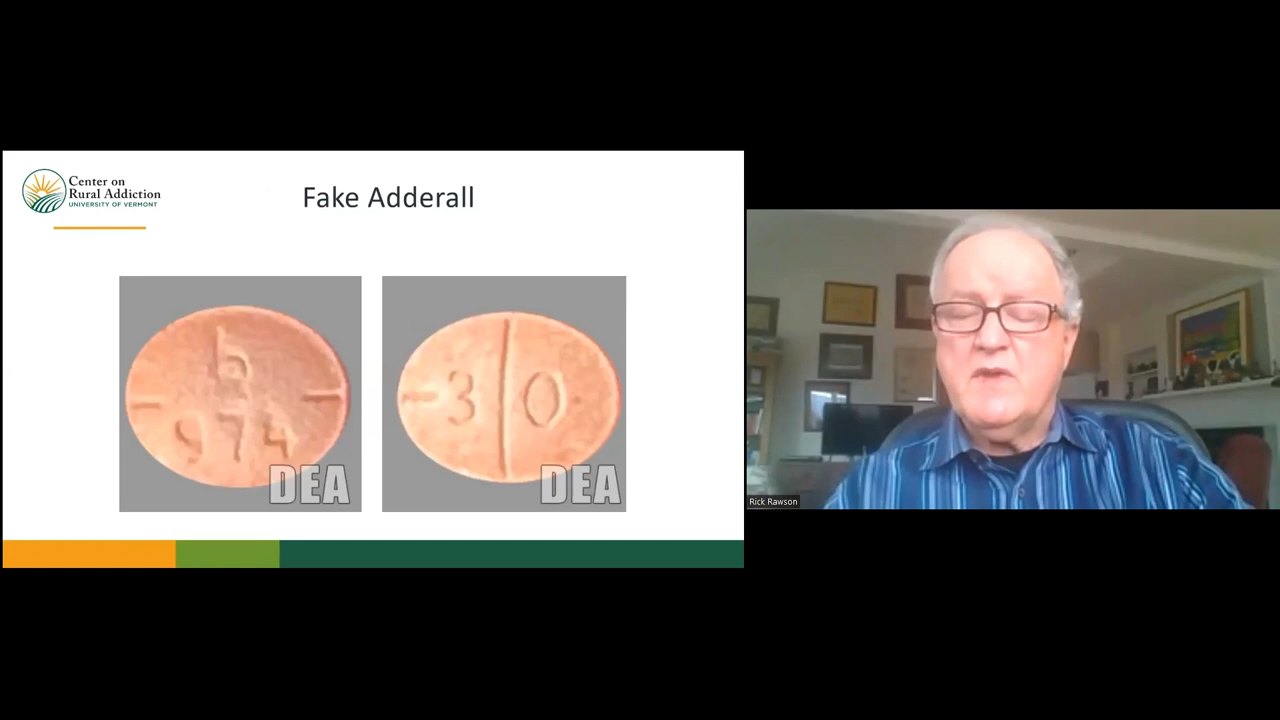 Center on
Rural Addiction
UNIVERSITY OF VERMONT
Fake Adderall
b
974
DEA
3 0
DEA
Rick Rawson